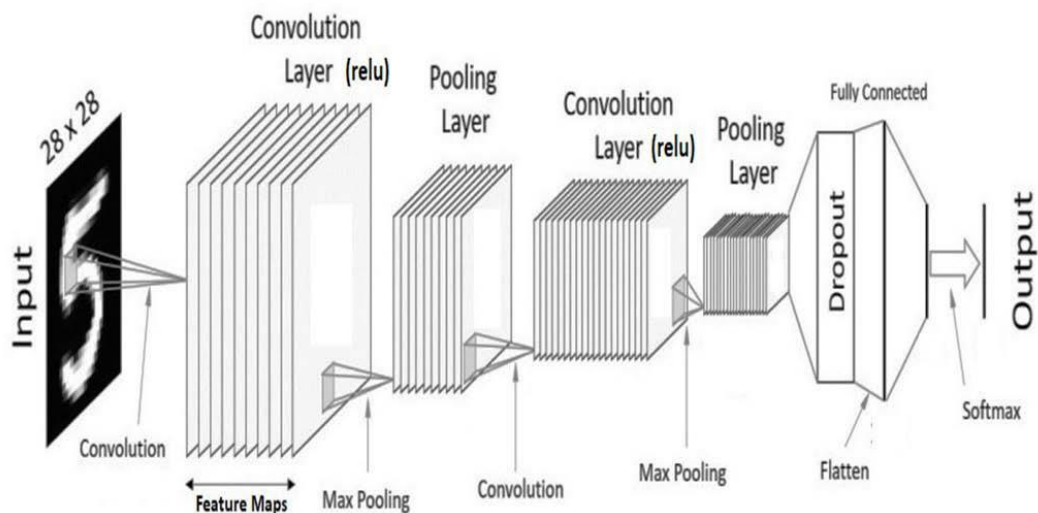 Input
28 x 28
Convolution
Convolution
Layer (relu)
Feature Maps
Max Pooling
Pooling
Layer
Convolution
Convolution
Layer (relu)
Max Pooling
Pooling
Layer
Fully Connected
Dropout
Flatten
Softmax
Output